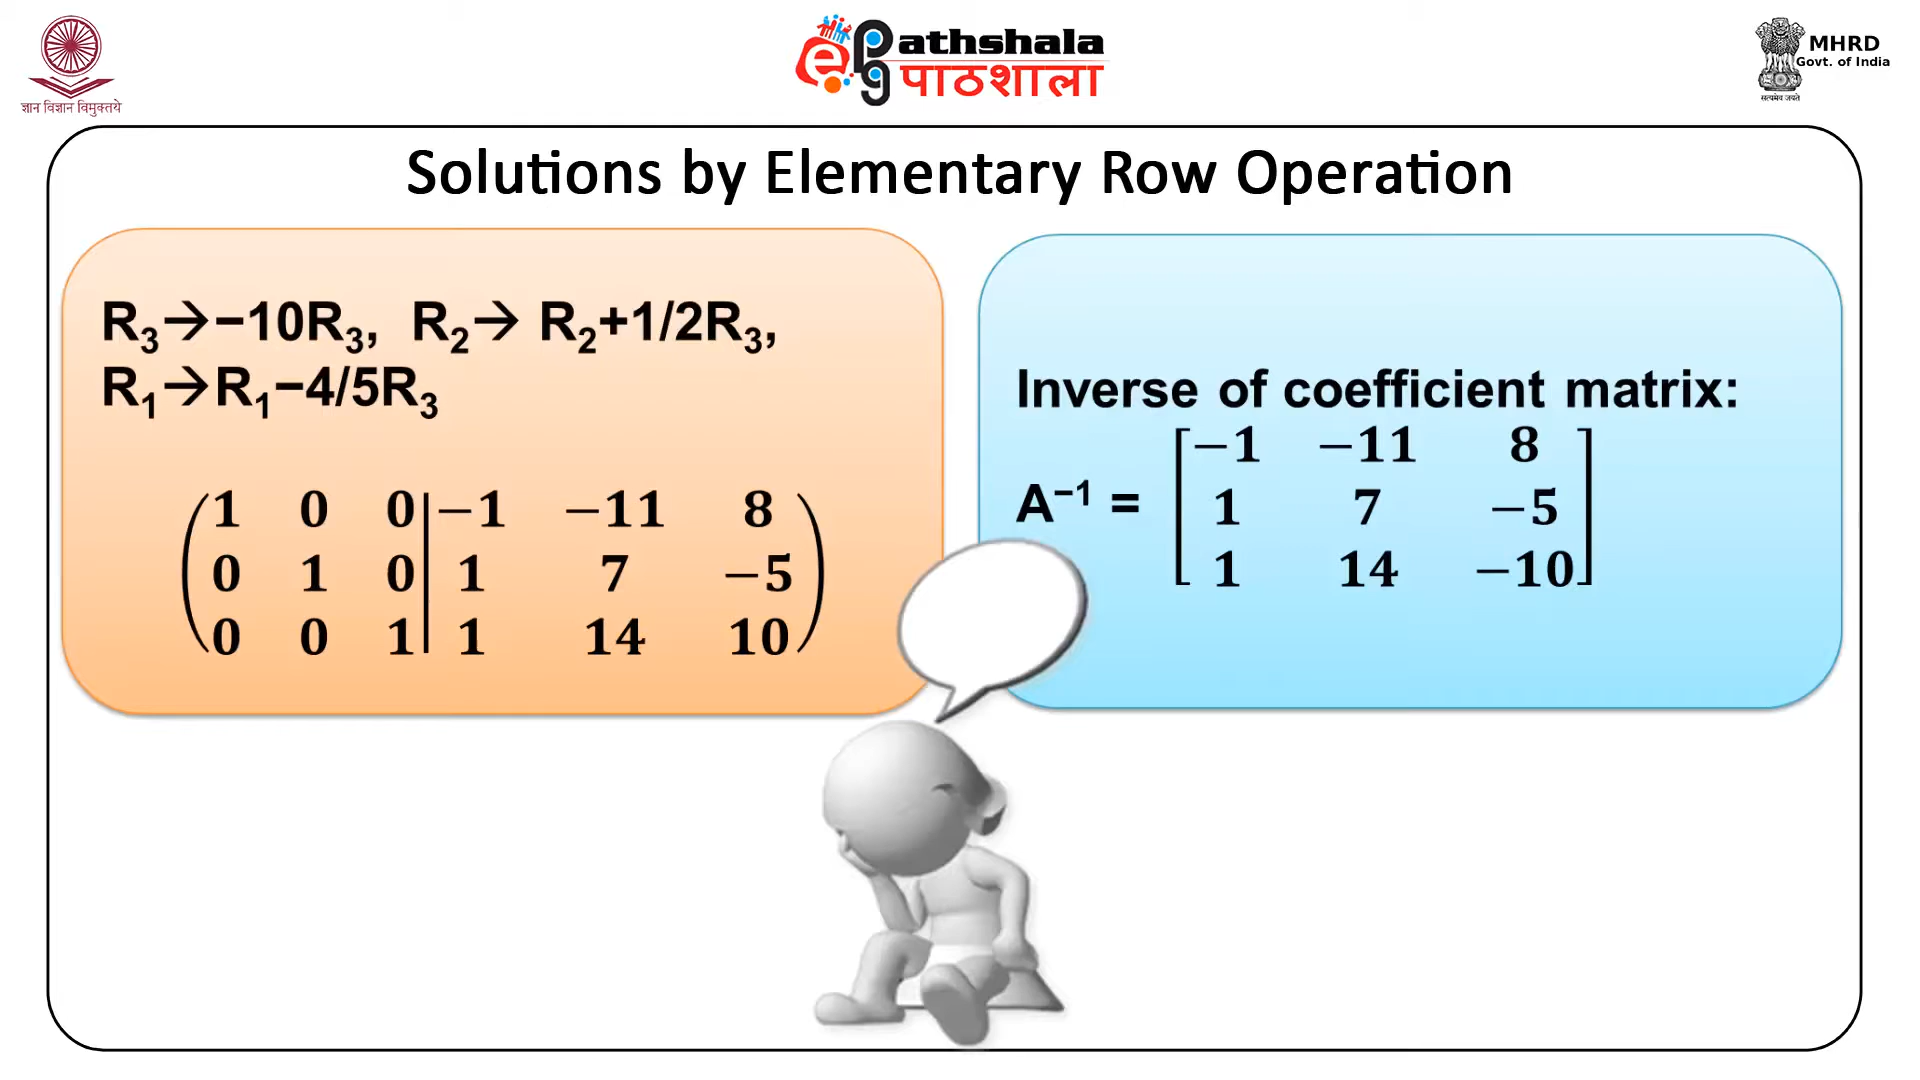 ज्ञान विज्ञान विमुक्तये
ePG Pathshala
पाठशाला
MHRD
Govt. of India
सत्यमेव जयते
Solutions by Elementary Row Operation
R₃→−10R₃, R₂→ R₂+1/2R₃,
R₁→R₁−4/5R₃
1 0 0 | −1 −11 8
0 1 0 | 1 7 −5
0 0 1 | 1 14 10
Inverse of coefficient matrix:
A⁻¹ =
−1 −11 8
1 7 −5
1 14 −10